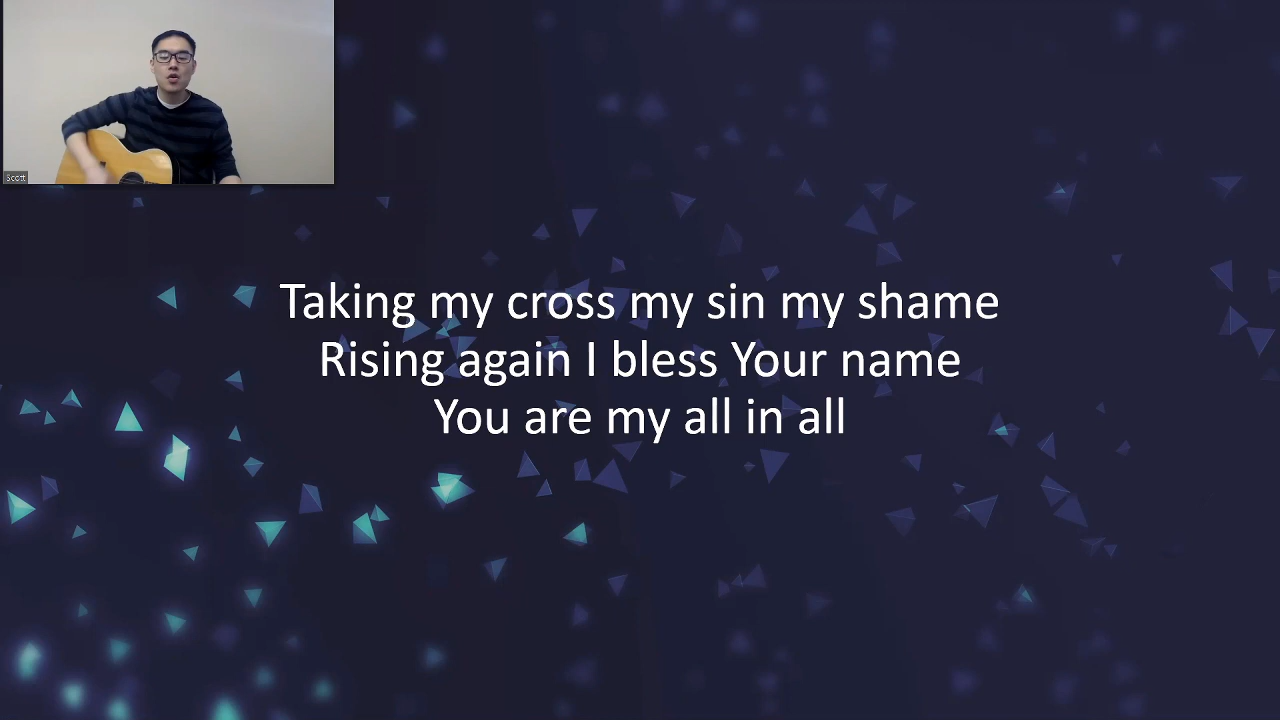 Scott
Taking my cross my sin my shame
Rising again I bless Your name
You are my all in all